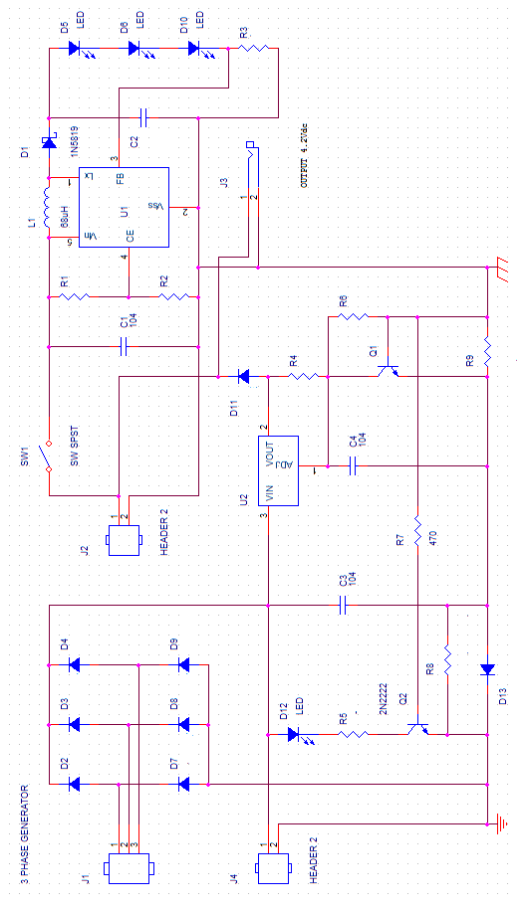 D5
LED
D6
LED
D10
LED
R3
D1
1N5819
C2
3
FB
1
Lx
U1
Vss
2
L1
68uH
Vin
5
CE
4
J3
1
2
OUTPUT 4.2Vdc
R1
R2
C1
104
R6
Q1
R9
R4
D11
SW1
SW SPST
2
VOUT
ADJ
1
U2
VIN
3
C4
104
1
2
J2
HEADER 2
R7
470
C3
104
D4
D9
D3
D8
D2
D7
D12
LED
R5
2N2222
Q2
R8
D13
3 PHASE GENERATOR
1
2
3
J1
1
2
J4
HEADER 2